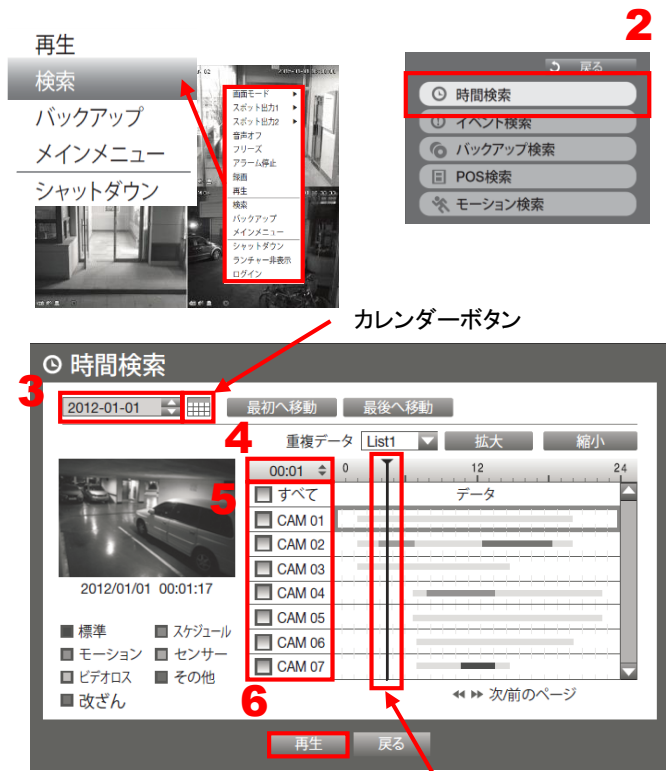 再生
検索
バックアップ
メインメニュー
シャットダウン
画面モード
スポット出力1
スポット出力2
音声オフ
フリーズ
アラーム停止
録画
再生
検索
バックアップ
メインメニュー
シャットダウン
ランチャー非表示
ログイン
2
戻る
時間検索
イベント検索
バックアップ検索
POS検索
モーション検索
カレンダーボタン
時間検索
3
2012-01-01 最初へ移動 最後へ移動
4
重複データ List1 拡大 縮小
00:01 0 12 24
5
すべて データ
CAM 01
CAM 02
CAM 03
CAM 04
CAM 05
CAM 06
CAM 07
2012/01/01 00:01:17
標準 スケジュール
モーション センサー
ビデオロス その他
改ざん
次/前のページ
6
再生 戻る